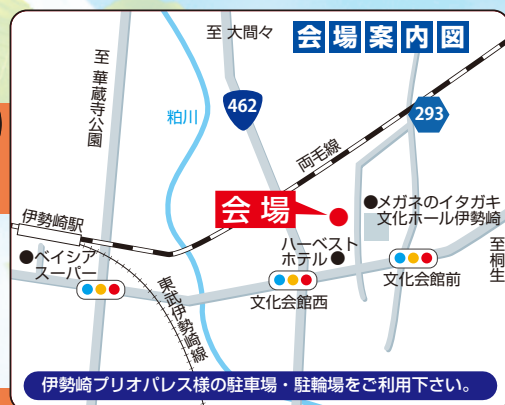 会場案内図
至 大間々
至 華蔵寺公園
462
293
粕川
両毛線
会場
メガネのイタガキ
文化ホール伊勢崎
伊勢崎駅
ベイシア
スーパー
ハーベスト
ホテル
至桐生
文化会館前
文化会館西
東武伊勢崎線
伊勢崎プリオパレス様の駐車場・駐輪場をご利用下さい。